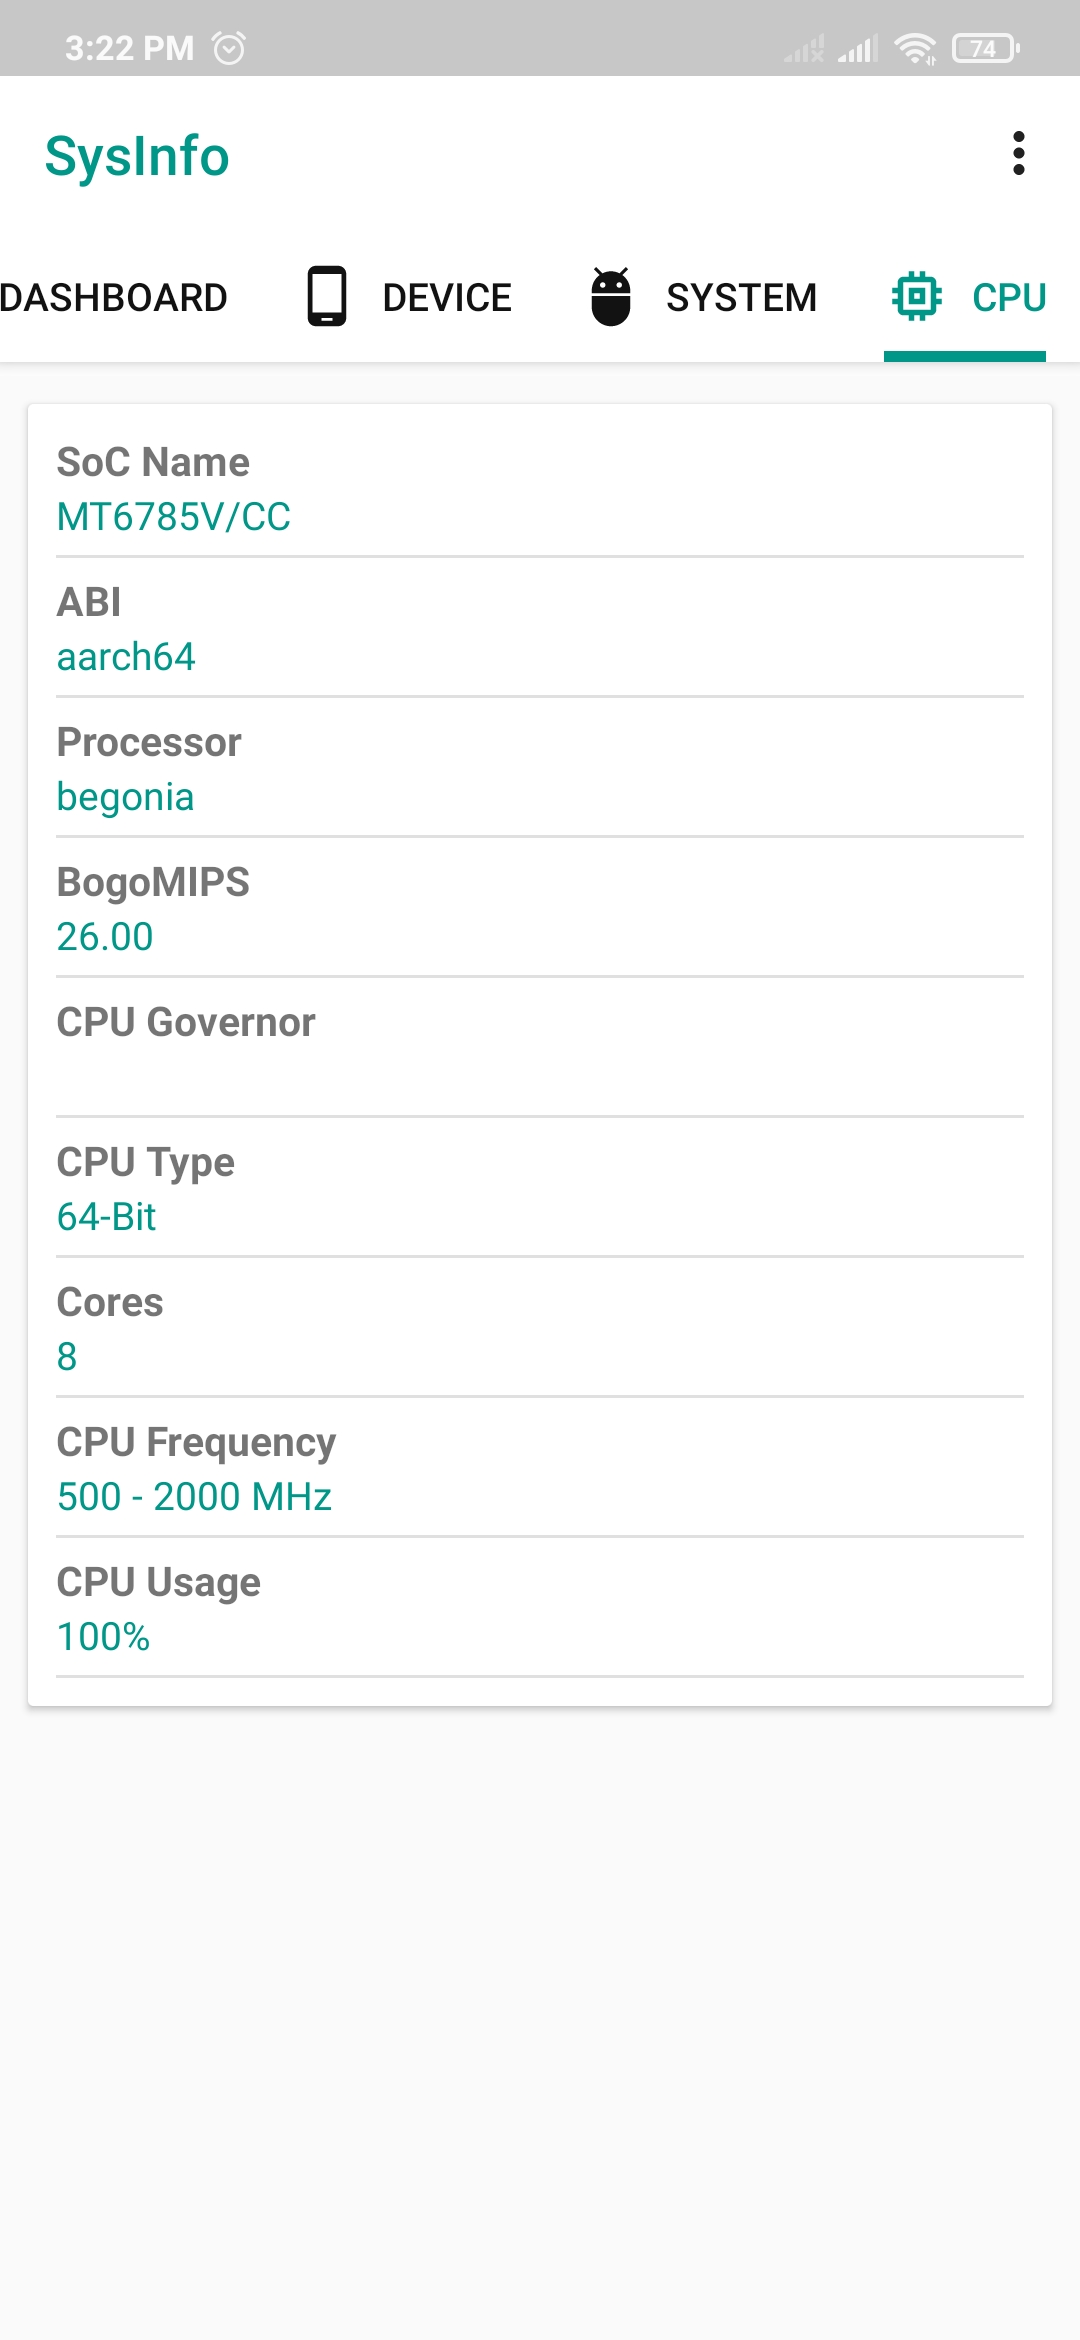 3:22 PM
74
SysInfo
DASHBOARD DEVICE SYSTEM CPU
SoC Name
MT6785V/CC
ABI
aarch64
Processor
begonia
BogoMIPS
26.00
CPU Governor
CPU Type
64-Bit
Cores
8
CPU Frequency
500 - 2000 MHz
CPU Usage
100%